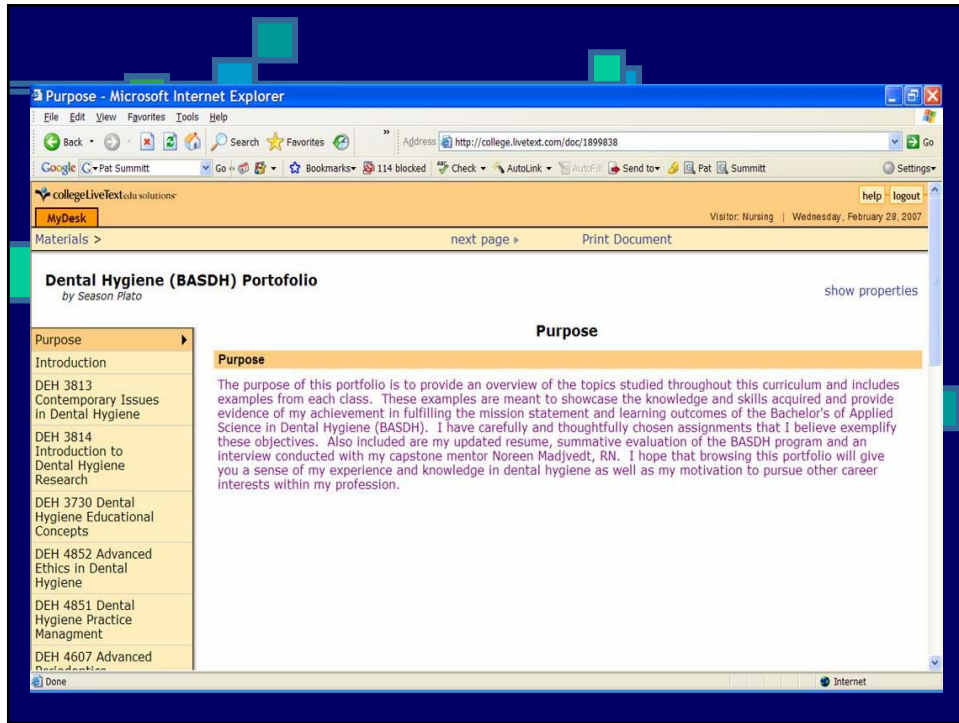 Purpose - Microsoft Internet Explorer
File Edit View Favorites Tools Help
Back Search Favorites » Address http://college.livetext.com/doc/1899838 Go
Google G Pat Summitt Go Bookmarks 114 blocked Check AutoLink AutoFill Send to Pat Summitt Settings
collegeLiveText edu solutions
help logout
MyDesk
Visitor: Nursing | Wednesday, February 28, 2007
Materials > next page Print Document
Dental Hygiene (BASDH) Portofolio
by Season Plato
show properties
Purpose
Introduction
DEH 3813
Contemporary Issues
in Dental Hygiene
DEH 3814
Introduction to
Dental Hygiene
Research
DEH 3730 Dental
Hygiene Educational
Concepts
DEH 4852 Advanced
Ethics in Dental
Hygiene
DEH 4851 Dental
Hygiene Practice
Managment
DEH 4607 Advanced
Purpose
Purpose
The purpose of this portfolio is to provide an overview of the topics studied throughout this curriculum and includes
examples from each class. These examples are meant to showcase the knowledge and skills acquired and provide
evidence of my achievement in fulfilling the mission statement and learning outcomes of the Bachelor's of Applied
Science in Dental Hygiene (BASDH). I have carefully and thoughtfully chosen assignments that I believe exemplify
these objectives. Also included are my updated resume, summative evaluation of the BASDH program and an
interview conducted with my capstone mentor Noreen Madjvedt, RN. I hope that browsing this portfolio will give
you a sense of my experience and knowledge in dental hygiene as well as my motivation to pursue other career
interests within my profession.
Done Internet